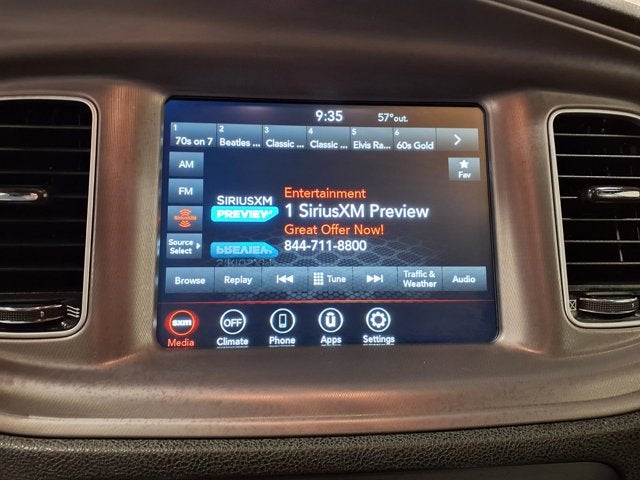 9:35 57°out.
1 2 3 4 5 6
70s on 7 Beatles ... Classic ... Classic ... Elvis Ra... 60s Gold
AM
FM
Fav
SIRIUSXM
PREVIEW
Entertainment
1 SiriusXM Preview
Great Offer Now!
844-711-8800
Source
Select
Browse Replay Tune Traffic & Weather Audio
sxm OFF
Media Climate Phone Apps Settings